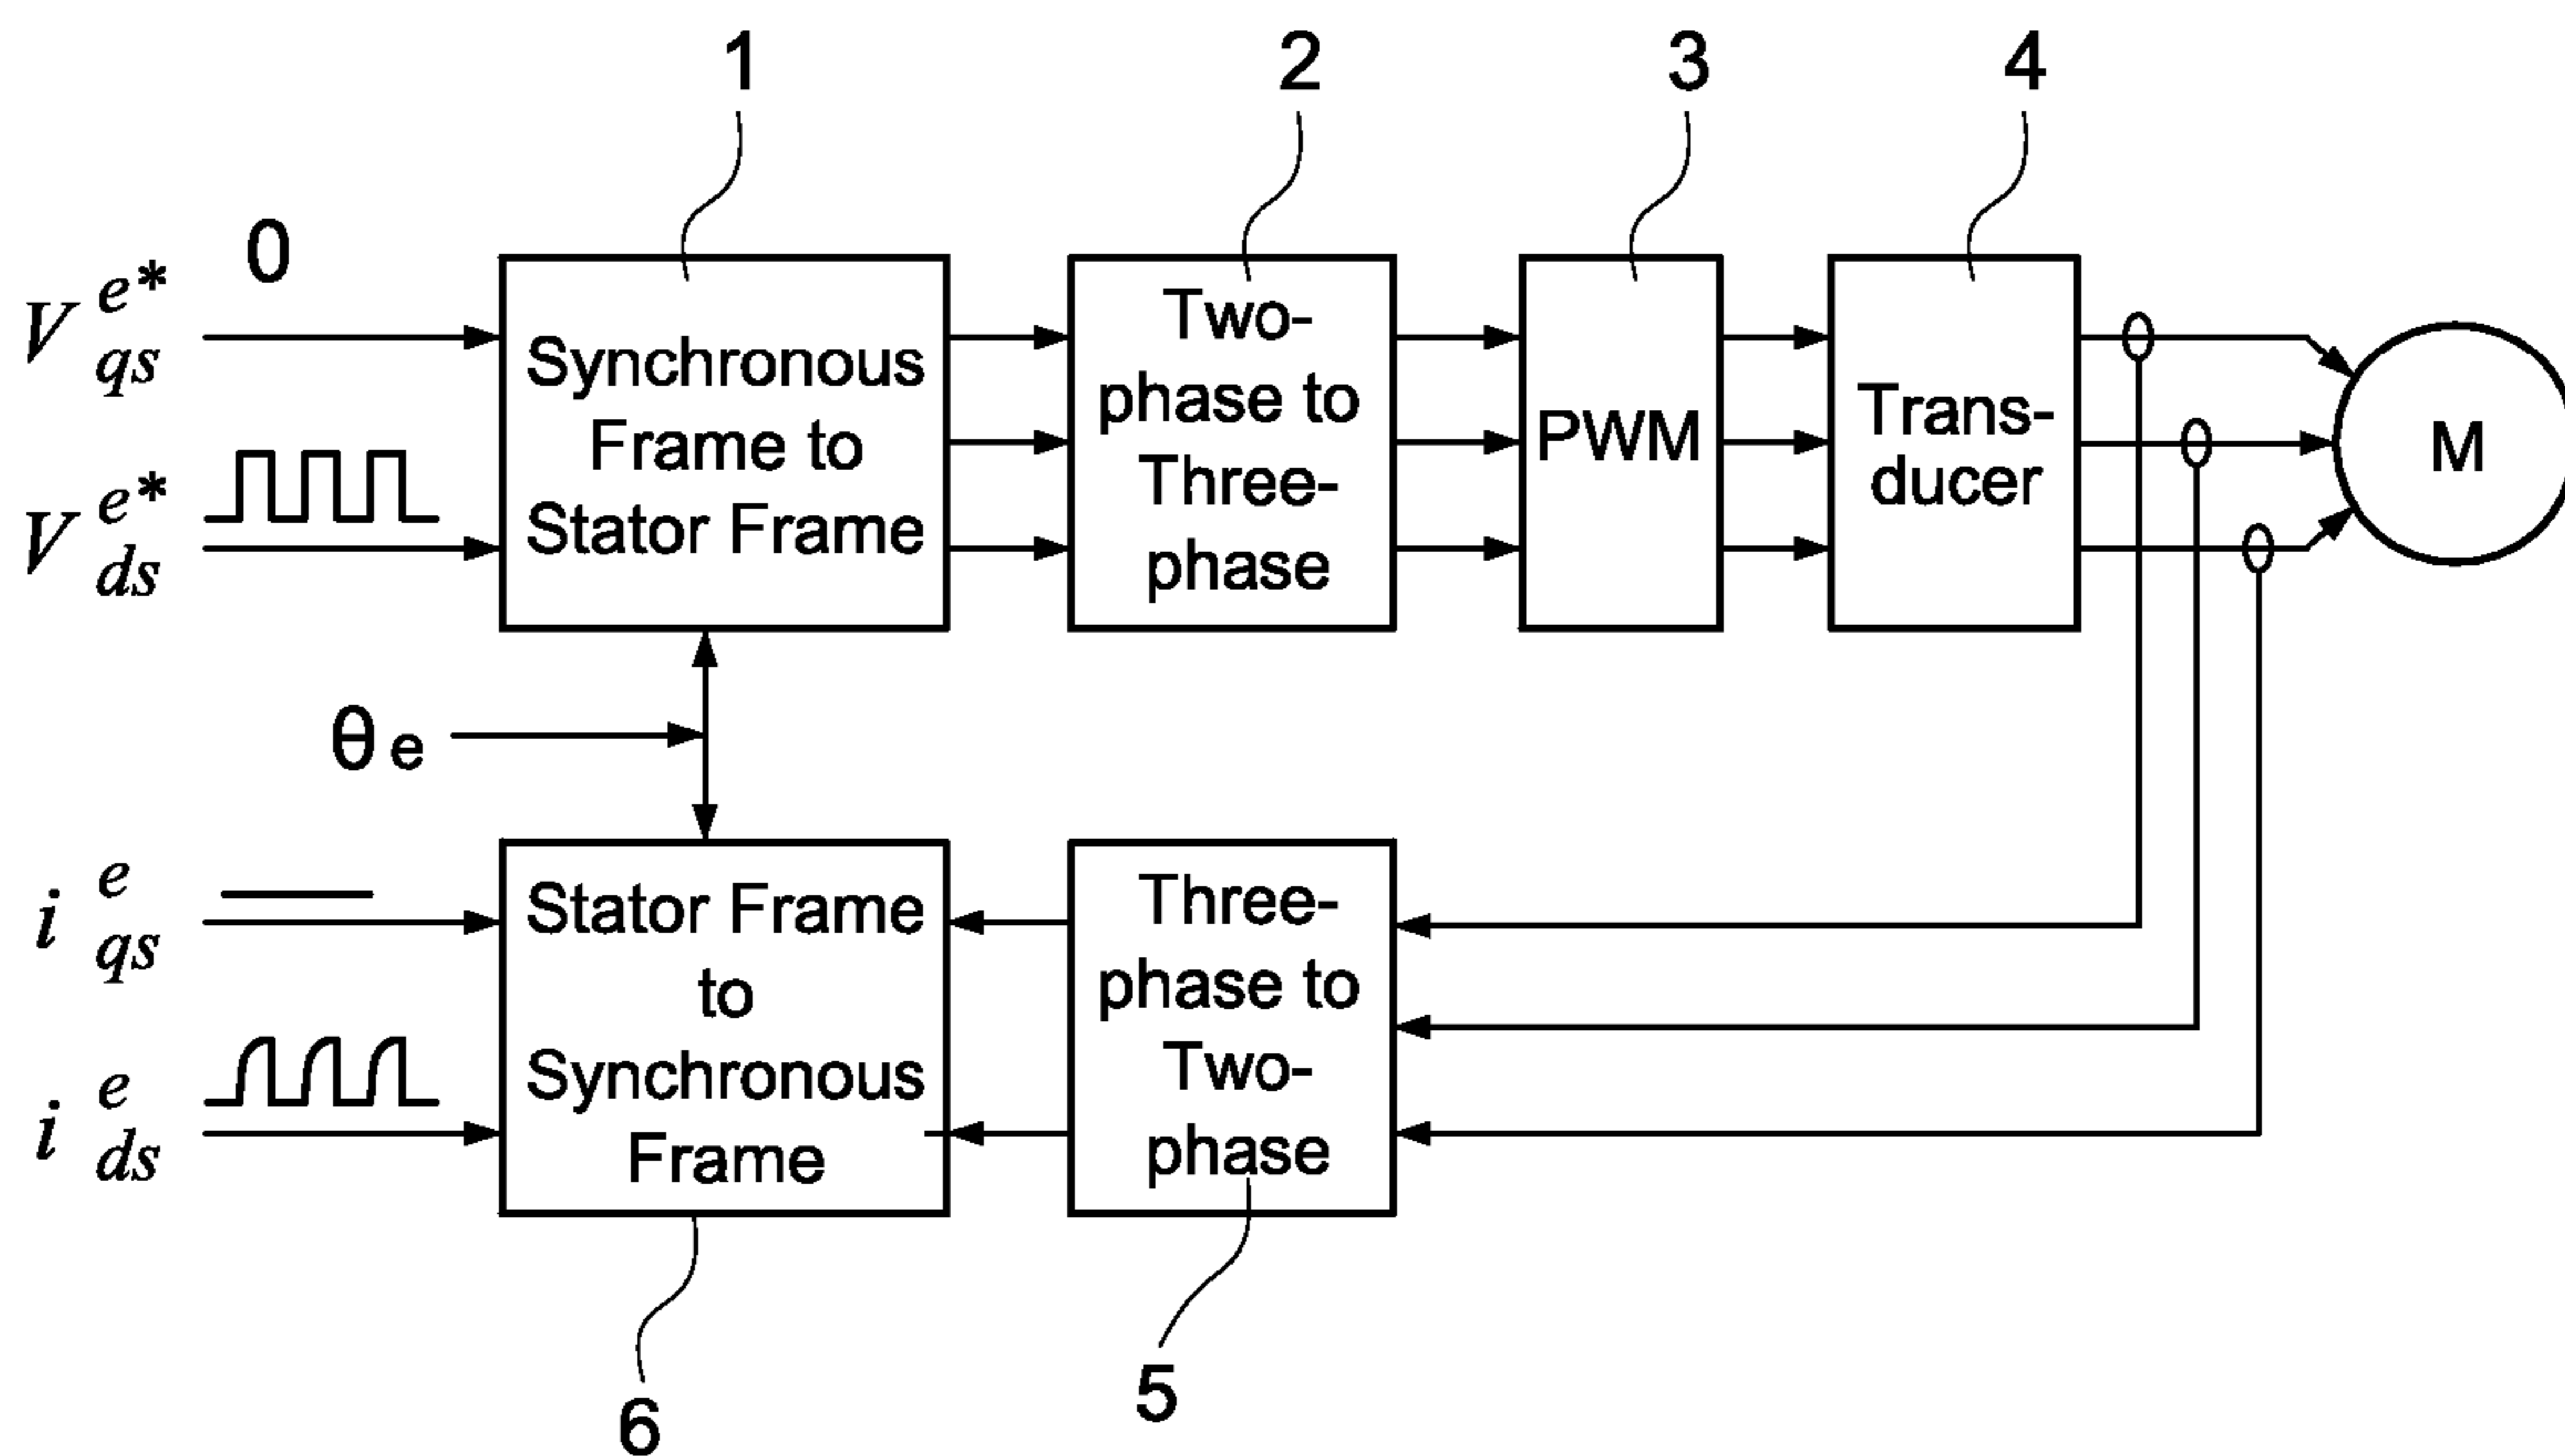 1
2
3
4
0
V e* qs
V e* ds
Synchronous
Frame to
Stator Frame
Two-
phase to
Three-
phase
PWM
Trans-
ducer
M
θ e
i e qs
i e ds
Stator Frame
to
Synchronous
Frame
Three-
phase to
Two-
phase
6
5